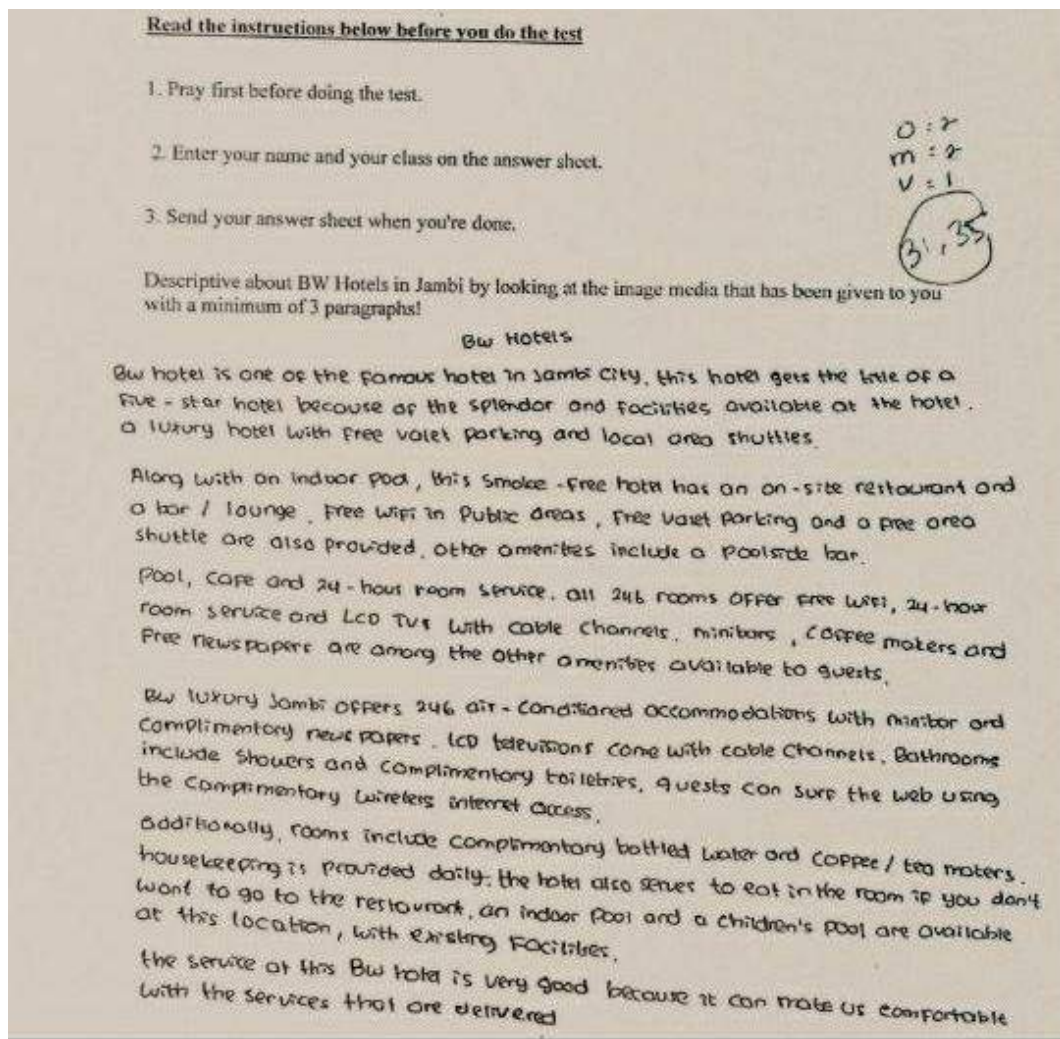 Read the instructions below before you do the test
1. Pray first before doing the test.
2. Enter your name and your class on the answer sheet.
3. Send your answer sheet when you're done.
O : 2
m : 2
V : 1
Descriptive about BW Hotels in Jambi by looking at the image media that has been given to you
with a minimum of 3 paragraphs!
BW Hotels
BW hotel is one of the famous hotel in Jambi City, this hotel gets the title of a
five - star hotel because of the splendor and facilities available at the hotel.
a luxury hotel with free valet parking and local area shuttles
Along with an indoor pool, this smoke - free hotel has an on-site restaurant and
a bar / lounge. Free wifi in Public areas, free valet parking and a free area
shuttle are also provided. other amenities include a poolside bar.
Pool, cafe and 24 - hour room service. all 246 rooms offer free wifi, 24 - hour
room service and LCD TVs with cable channels. minibars, coffee makers and
Free newspapers are among the other amenities available to guests.
BW luxury Jambi offers 246 air - conditioned accommodations with minibar and
complimentary news papers. lcd televisions come with cable channels. Bathrooms
include showers and complimentary toiletries, guests can surf the web using
the complimentary wireless internet access.
additionally, rooms include complimentary bottled water and coffee / tea makers.
housekeeping is provided daily. the hotel also serves to eat in the room if you don't
want to go to the restaurant, an indoor pool and a children's pool are available
at this location, with existing facilities.
the service at this BW hotel is very good because it can make us comfortable
with the services that are delivered